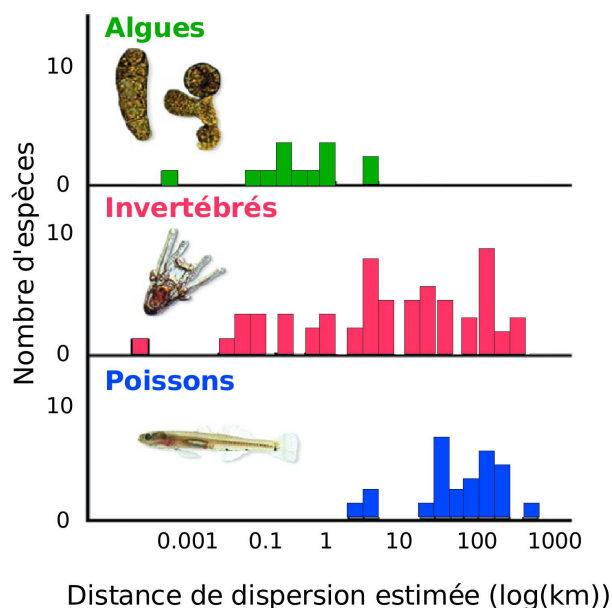 Algues
10
0
Invertébrés
10
0
Poissons
10
0
Nombre d'espèces
0.001 0.1 1 10 100 1000
Distance de dispersion estimée (log(km))